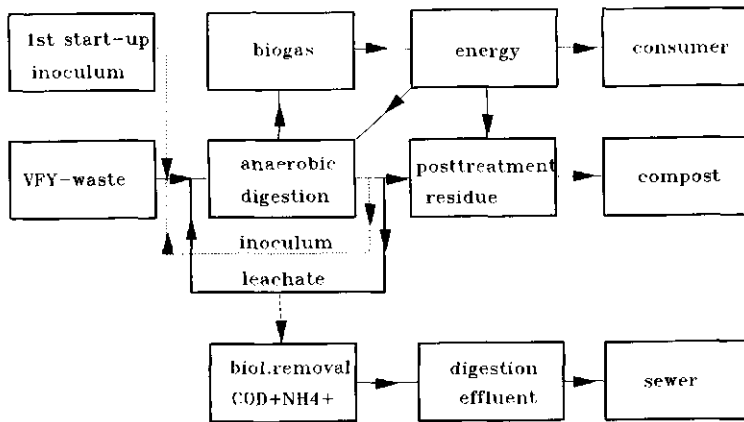 1st start-up
inoculum
biogas
energy
consumer
VFY-waste
anaerobic
digestion
posttreatment
residue
compost
inoculum
leachate
biol.removal
COD+NH4+
digestion
effluent
sewer